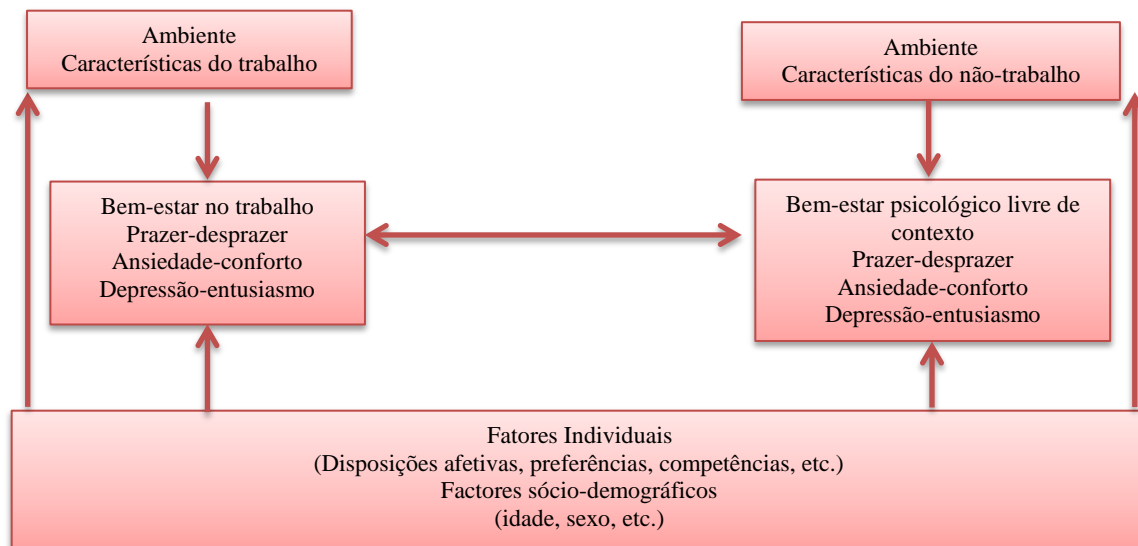 Ambiente
Características do trabalho
Ambiente
Características do não-trabalho
Bem-estar no trabalho
Prazer-desprazer
Ansiedade-conforto
Depressão-entusiasmo
Bem-estar psicológico livre de
contexto
Prazer-desprazer
Ansiedade-conforto
Depressão-entusiasmo
Fatores Individuais
(Disposições afetivas, preferências, competências, etc.)
Factores sócio-demográficos
(idade, sexo, etc.)